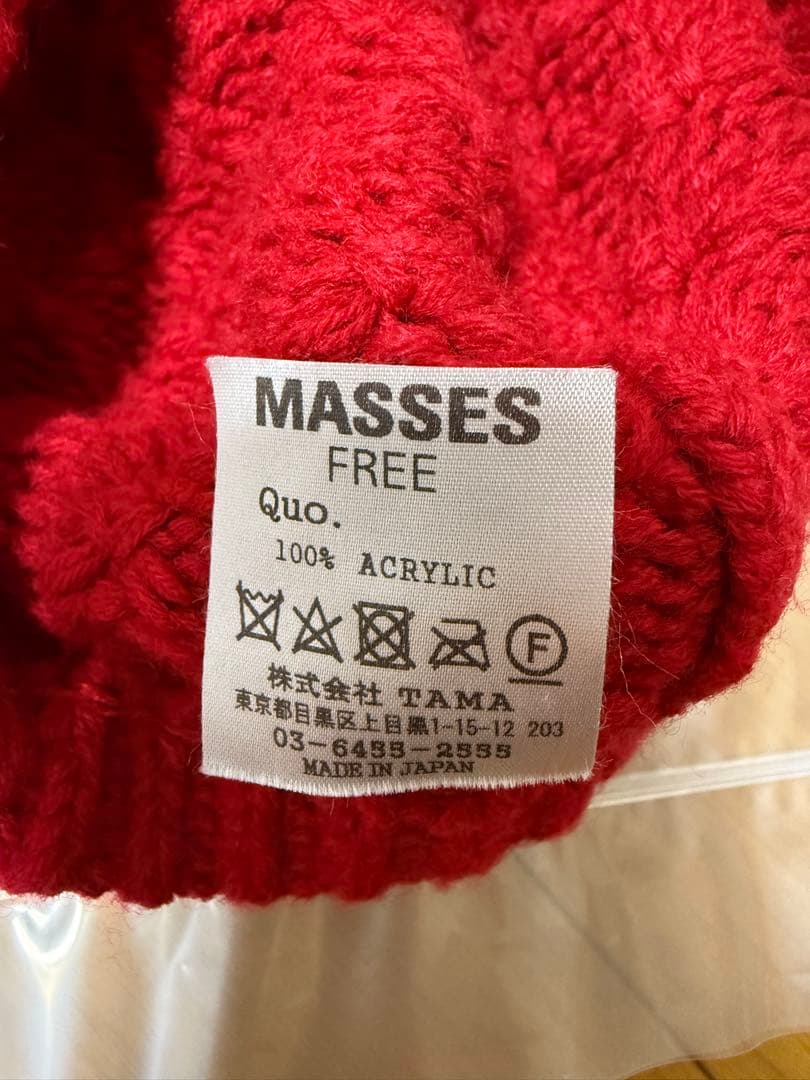 MASSES
FREE
Quo.
100% ACRYLIC
F
株式会社 TAMA
東京都目黒区上目黒1-15-12 203
03-6455-2555
MADE IN JAPAN